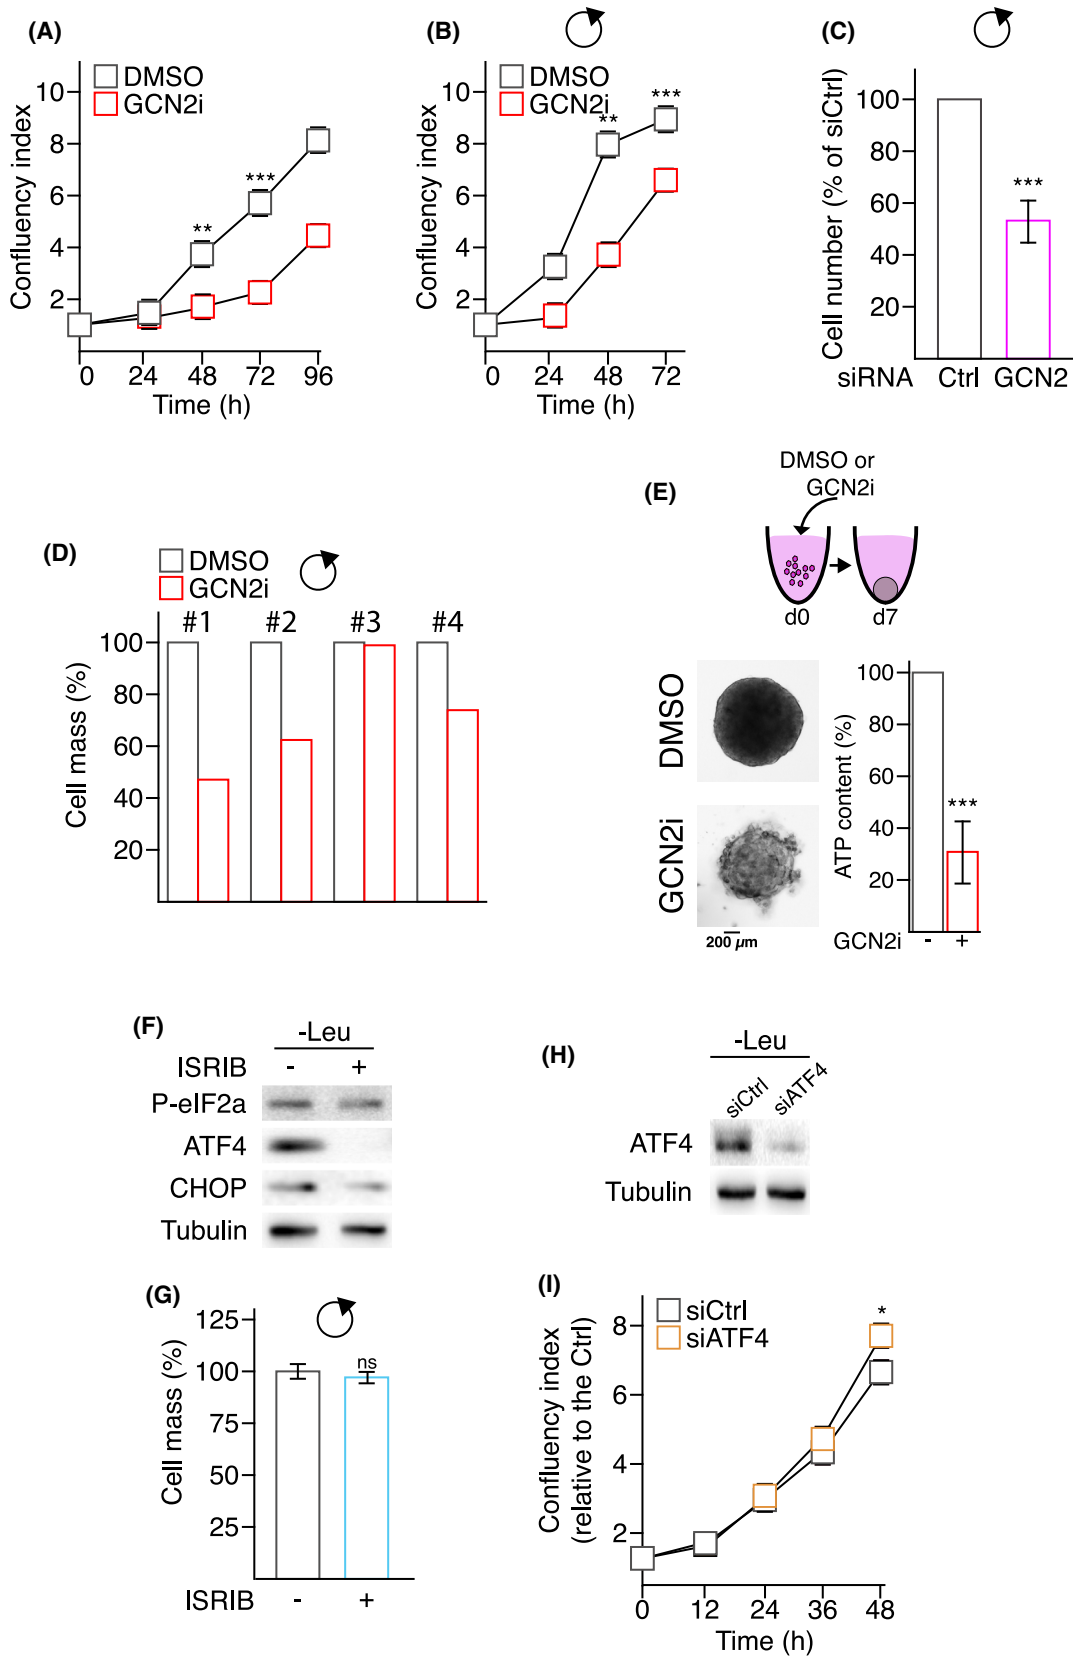 (A)
DMSO
GCN2i
Confluency index
10
8
6
4
2
**
***
0 24 48 72 96
Time (h)
(B)
DMSO
GCN2i
Confluency index
10
8
6
4
2
**
***
0 24 48 72
Time (h)
(C)
Cell number (% of siCtrl)
100
80
60
40
20
***
siRNA Ctrl GCN2
(D)
DMSO
GCN2i
#1 #2 #3 #4
Cell mass (%)
100
80
60
40
20
(E)
DMSO or
GCN2i
d0 d7
DMSO
GCN2i
200 µm
ATP content (%)
100
80
60
40
20
***
GCN2i - +
(F)
-Leu
ISRIB - +
P-eIF2a
ATF4
CHOP
Tubulin
(G)
Cell mass (%)
125
100
75
50
25
ns
ISRIB - +
(H)
-Leu
siCtrl siATF4
ATF4
Tubulin
(I)
siCtrl
siATF4
Confluency index
(relative to the Ctrl)
8
6
4
2
*
0 12 24 36 48
Time (h)